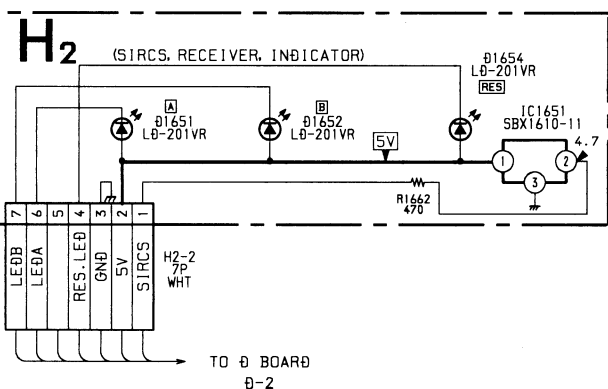 H2
(SIRCS, RECEIVER, INDICATOR)
D1654
LD-201VR
RES
A
D1651
LD-201VR
B
D1652
LD-201VR
5V
IC1651
SBX1610-11
1
2
3
4.7
R1662
470
7 6 5 4 3 2 1
LEDB
LEDA
RES. LED
GND
5V
SIRCS
H2-2
7P
WHT
TO D BOARD
D-2